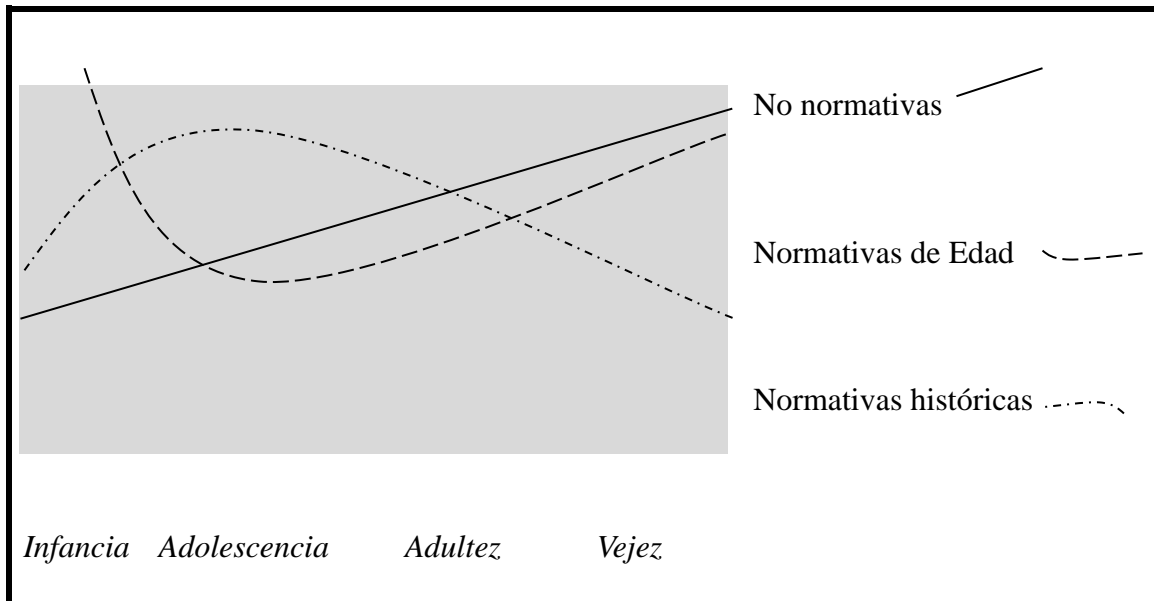 No normativas
Normativas de Edad
Normativas históricas
Infancia Adolescencia Adultez Vejez